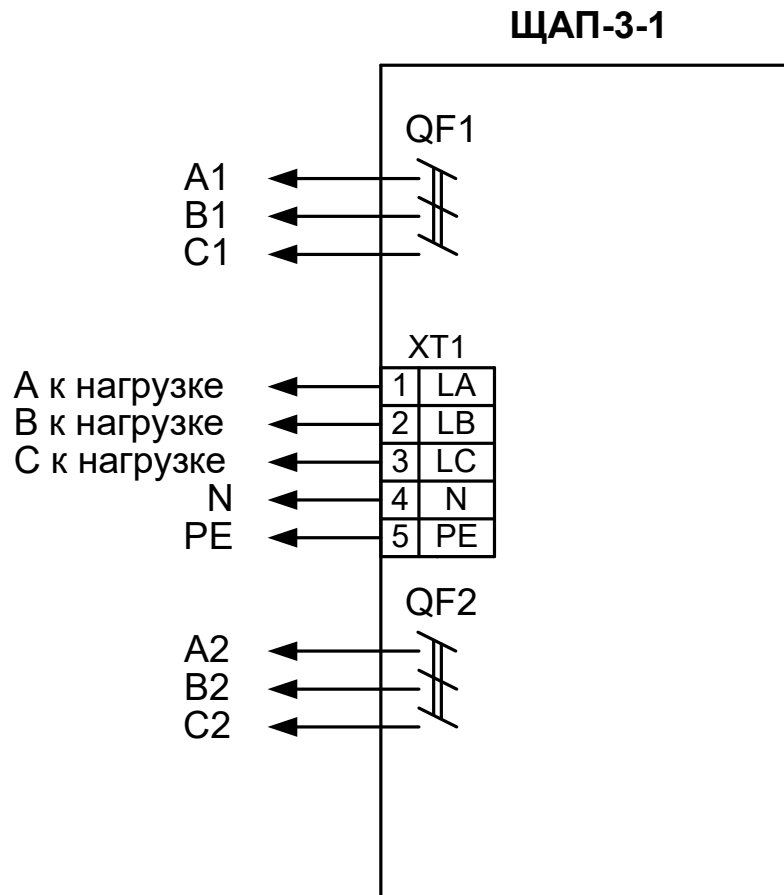 ЩАП-3-1
QF1
A1
B1
C1
XT1
А к нагрузке 1 LA
В к нагрузке 2 LB
С к нагрузке 3 LC
N 4 N
PE 5 PE
QF2
A2
B2
C2